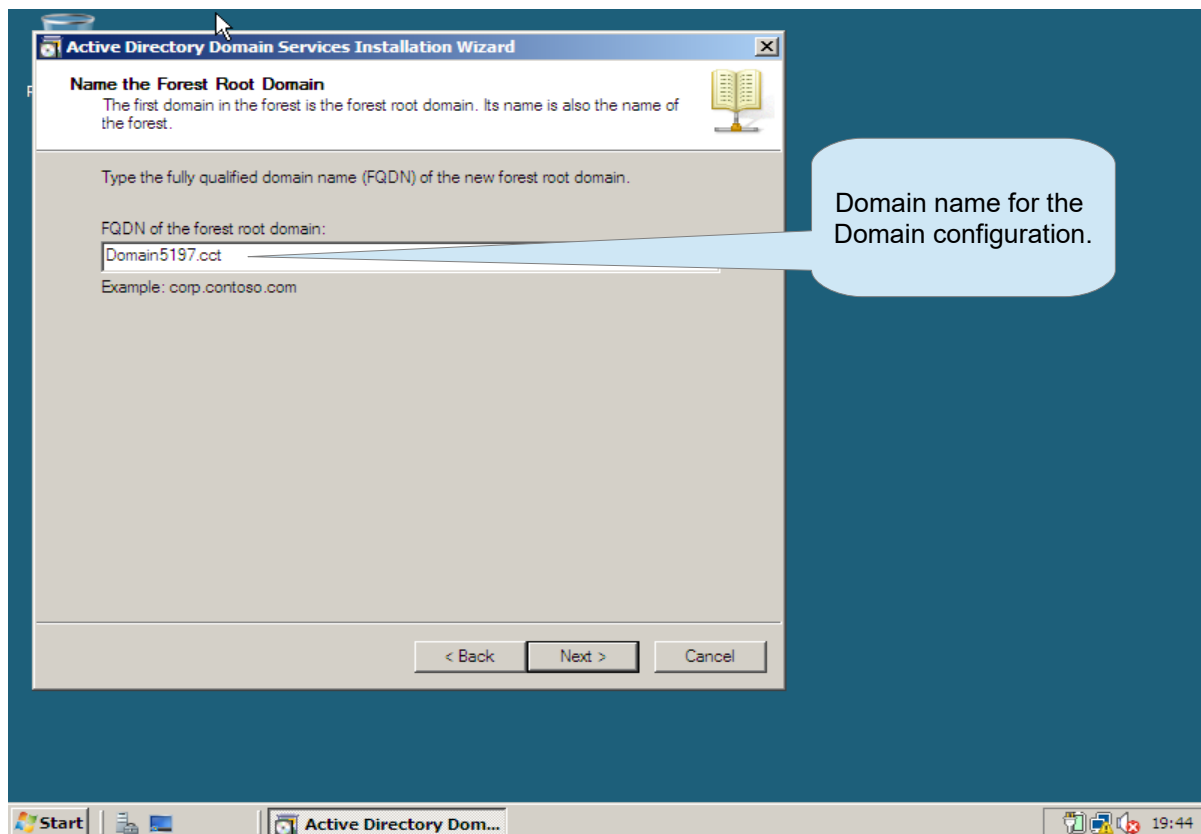 Active Directory Domain Services Installation Wizard
Name the Forest Root Domain
The first domain in the forest is the forest root domain. Its name is also the name of
the forest.
Type the fully qualified domain name (FQDN) of the new forest root domain.
FQDN of the forest root domain:
Domain5197.cct
Example: corp.contoso.com
Domain name for the
Domain configuration.
< Back
Next >
Cancel
Start
Active Directory Dom...
19:44